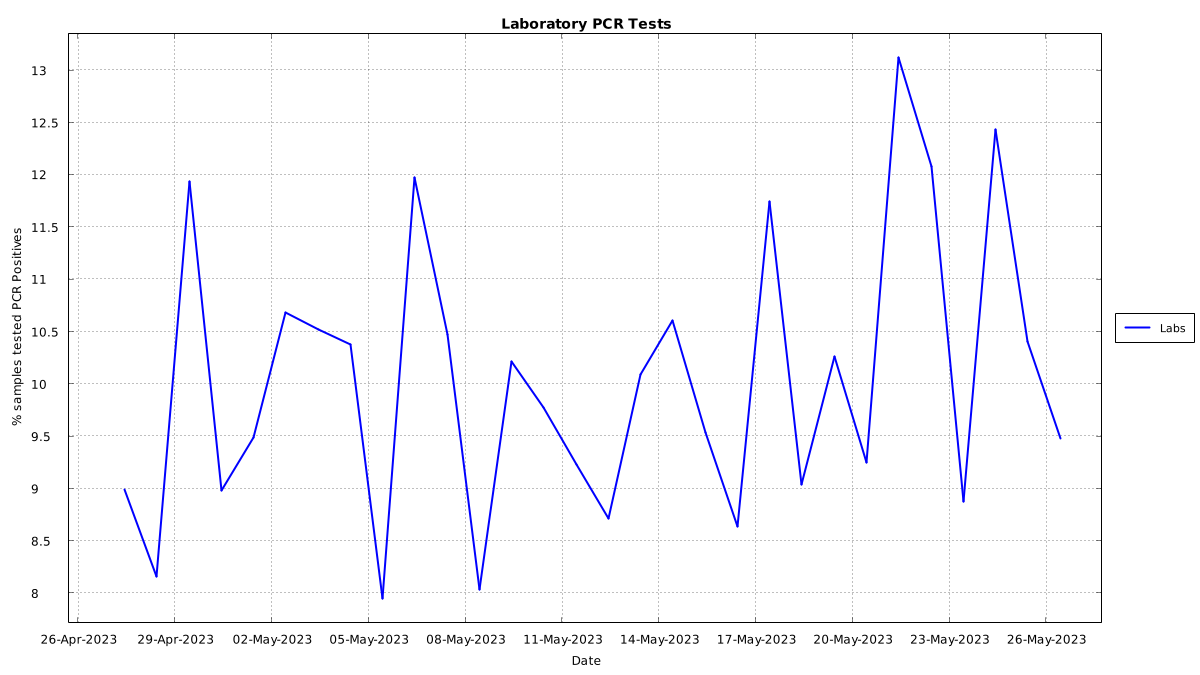 Laboratory PCR Tests
% samples tested PCR Positives
13
12.5
12
11.5
11
10.5
10
9.5
9
8.5
8
26-Apr-2023 29-Apr-2023 02-May-2023 05-May-2023 08-May-2023 11-May-2023 14-May-2023 17-May-2023 20-May-2023 23-May-2023 26-May-2023
Date
Labs